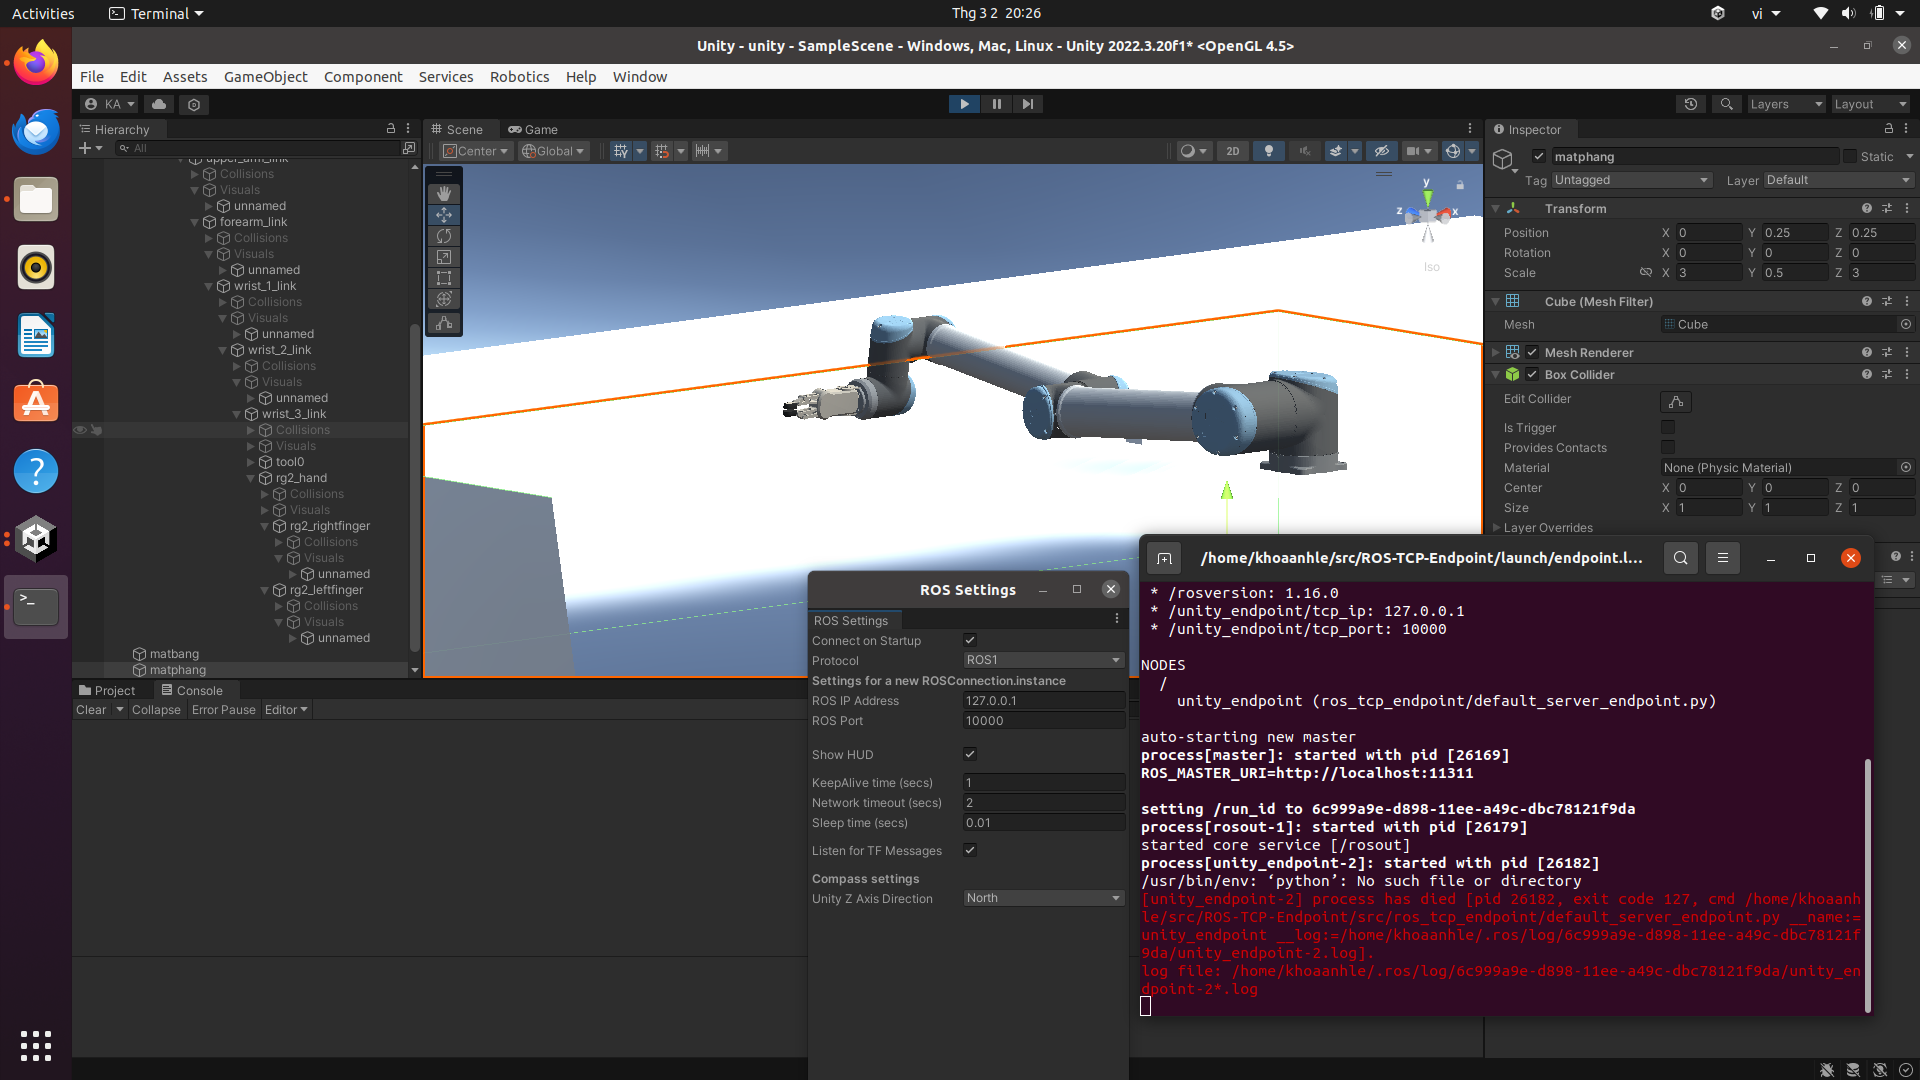 Activities
Terminal
Thg 3 2 20:26
vi
Unity - unity - SampleScene - Windows, Mac, Linux - Unity 2022.3.20f1* <OpenGL 4.5>
File Edit Assets GameObject Component Services Robotics Help Window
KA
Layers
Layout
Hierarchy
All
upper_arm_link
Collisions
Visuals
unnamed
forearm_link
Collisions
Visuals
unnamed
wrist_1_link
Collisions
Visuals
unnamed
wrist_2_link
Collisions
Visuals
unnamed
wrist_3_link
Collisions
Visuals
tool0
rg2_hand
Collisions
Visuals
rg2_rightfinger
Collisions
Visuals
unnamed
rg2_leftfinger
Collisions
Visuals
unnamed
matbang
matphang
Scene Game
Center Global
2D
y
z x
Iso
Project Console
Clear Collapse Error Pause Editor
Inspector
matphang Static
Tag Untagged Layer Default
Transform
Position X 0 Y 0.25 Z 0.25
Rotation X 0 Y 0 Z 0
Scale X 3 Y 0.5 Z 3
Cube (Mesh Filter)
Mesh Cube
Mesh Renderer
Box Collider
Edit Collider
Is Trigger
Provides Contacts
Material None (Physic Material)
Center X 0 Y 0 Z 0
Size X 1 Y 1 Z 1
Layer Overrides
ROS Settings
ROS Settings
Connect on Startup
Protocol ROS1
Settings for a new ROSConnection.instance
ROS IP Address 127.0.0.1
ROS Port 10000
Show HUD
KeepAlive time (secs) 1
Network timeout (secs) 2
Sleep time (secs) 0.01
Listen for TF Messages
Compass settings
Unity Z Axis Direction North
/home/khoaanhle/src/ROS-TCP-Endpoint/launch/endpoint.l...
* /rosversion: 1.16.0
* /unity_endpoint/tcp_ip: 127.0.0.1
* /unity_endpoint/tcp_port: 10000
NODES
/
unity_endpoint (ros_tcp_endpoint/default_server_endpoint.py)
auto-starting new master
process[master]: started with pid [26169]
ROS_MASTER_URI=http://localhost:11311
setting /run_id to 6c999a9e-d898-11ee-a49c-dbc78121f9da
process[rosout-1]: started with pid [26179]
started core service [/rosout]
process[unity_endpoint-2]: started with pid [26182]
/usr/bin/env: ‘python’: No such file or directory
[unity_endpoint-2] process has died [pid 26182, exit code 127, cmd /home/khoaanh
le/src/ROS-TCP-Endpoint/src/ros_tcp_endpoint/default_server_endpoint.py __name:=
unity_endpoint __log:=/home/khoaanhle/.ros/log/6c999a9e-d898-11ee-a49c-dbc78121f
9da/unity_endpoint-2.log].
log file: /home/khoaanhle/.ros/log/6c999a9e-d898-11ee-a49c-dbc78121f9da/unity_en
dpoint-2*.log